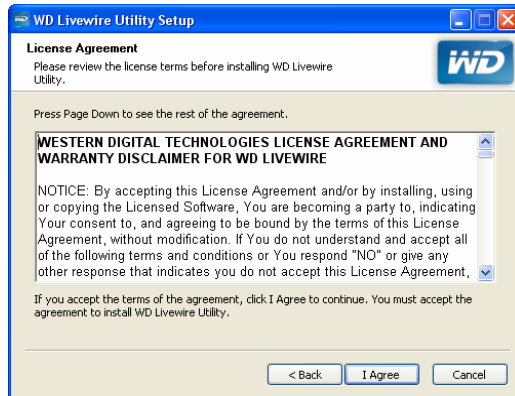 WD Livewire Utility Setup
License Agreement
Please review the license terms before installing WD Livewire
Utility.
WD
Press Page Down to see the rest of the agreement.
WESTERN DIGITAL TECHNOLOGIES LICENSE AGREEMENT AND
WARRANTY DISCLAIMER FOR WD LIVEWIRE
NOTICE: By accepting this License Agreement and/or by installing, using
or copying the Licensed Software, You are becoming a party to, indicating
Your consent to, and agreeing to be bound by the terms of this License
Agreement, without modification. If You do not understand and accept all
of the following terms and conditions or You respond "NO" or give any
other response that indicates you do not accept this License Agreement,
If you accept the terms of the agreement, click I Agree to continue. You must accept the
agreement to install WD Livewire Utility.
< Back
I Agree
Cancel